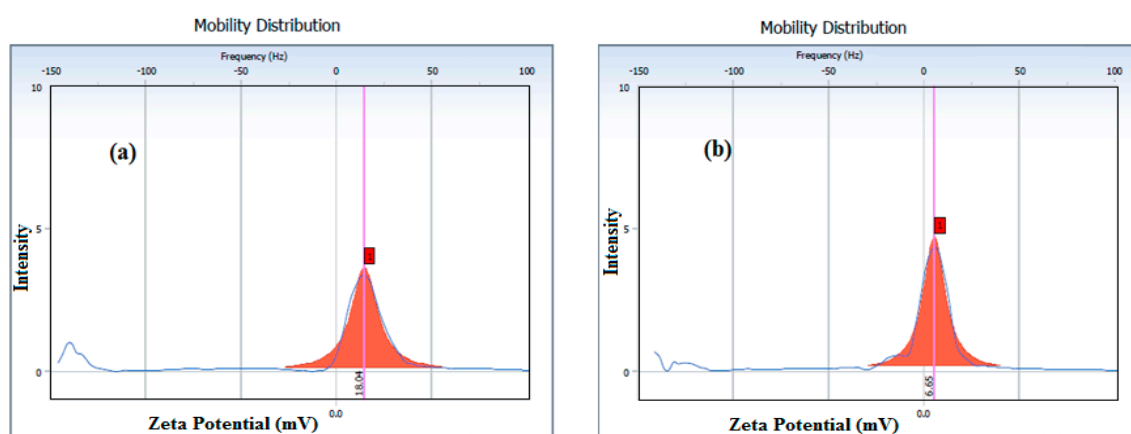 Mobility Distribution
Frequency (Hz)
-150 -100 -50 0 50 100
10
(a)
5
Intensity
1
0
18.04
0.0
Zeta Potential (mV)
Mobility Distribution
Frequency (Hz)
-150 -100 -50 0 50 100
10
(b)
5
Intensity
1
0
6.65
0.0
Zeta Potential (mV)